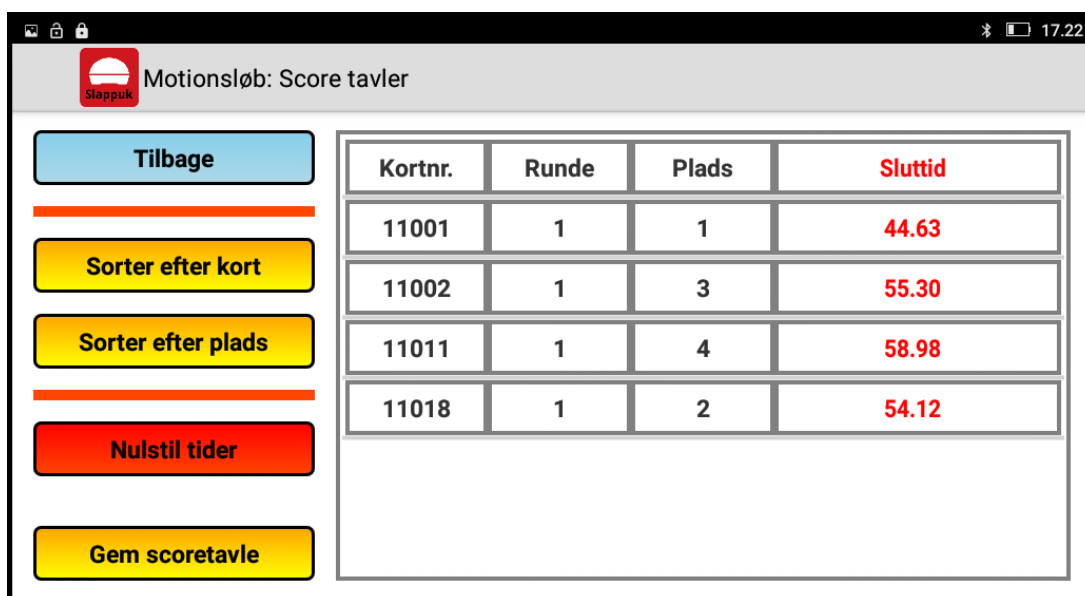 17.22
Slappuk
Motionsløb: Score tavler
Tilbage
Sorter efter kort
Sorter efter plads
Nulstil tider
Gem scoretavle
Kortnr. Runde Plads Sluttid
11001 1 1 44.63
11002 1 3 55.30
11011 1 4 58.98
11018 1 2 54.12